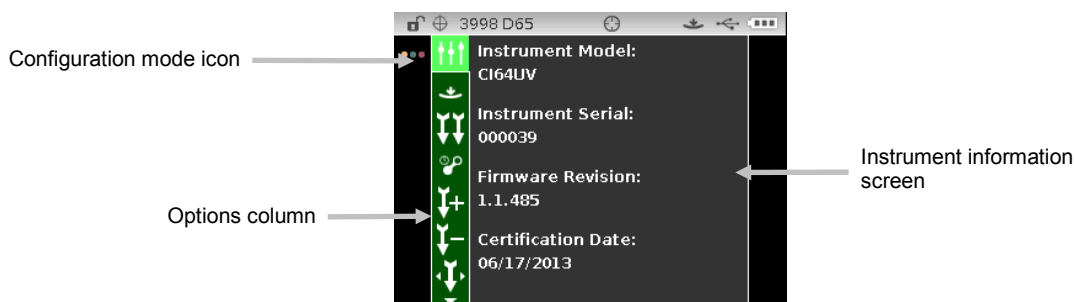 3998 D65
Configuration mode icon
Instrument Model:
CI64UV
Instrument Serial:
000039
Instrument information
screen
Firmware Revision:
1.1.485
Options column
Certification Date:
06/17/2013